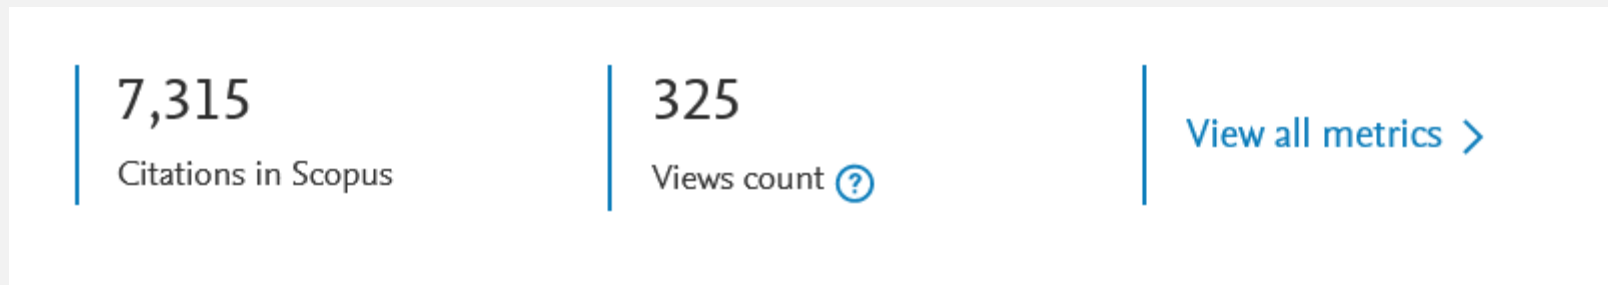 7,315
Citations in Scopus
325
Views count ?
View all metrics >